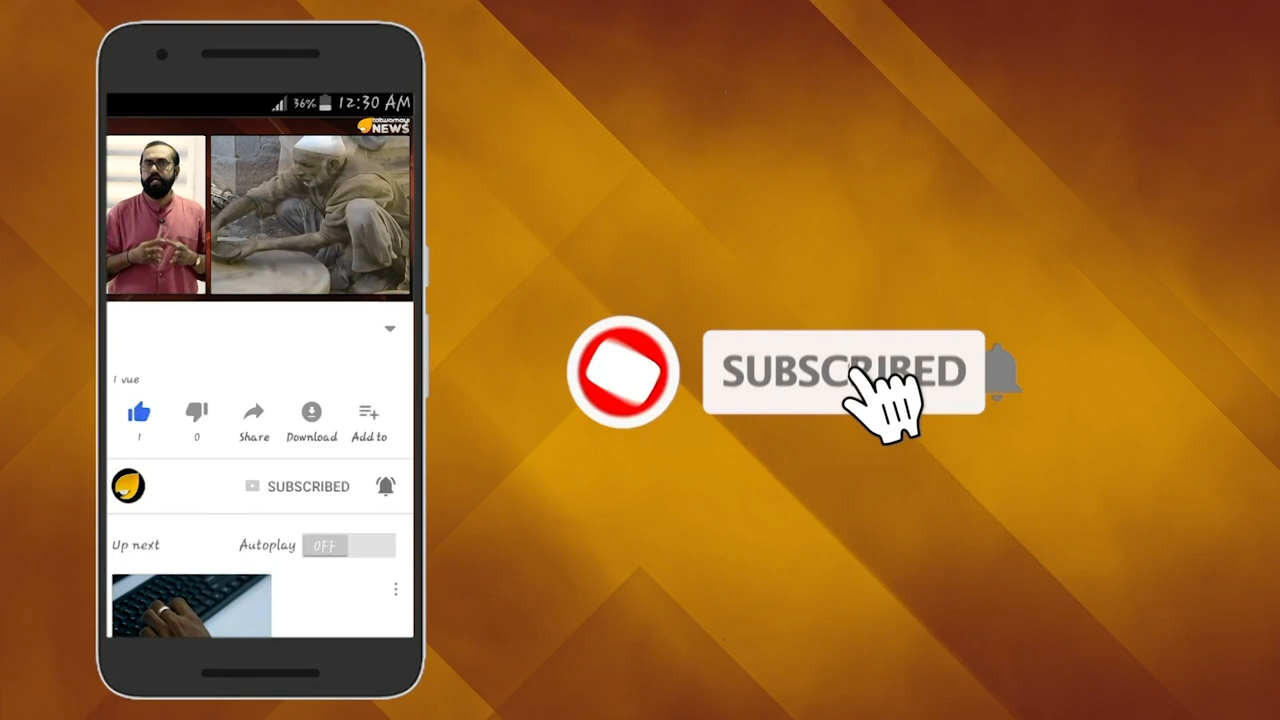 36% 12:30 AM
tatwamayi
NEWS
1 vue
1 0 Share Download Add to
SUBSCRIBED
Up next Autoplay OFF
SUBSCRIBED